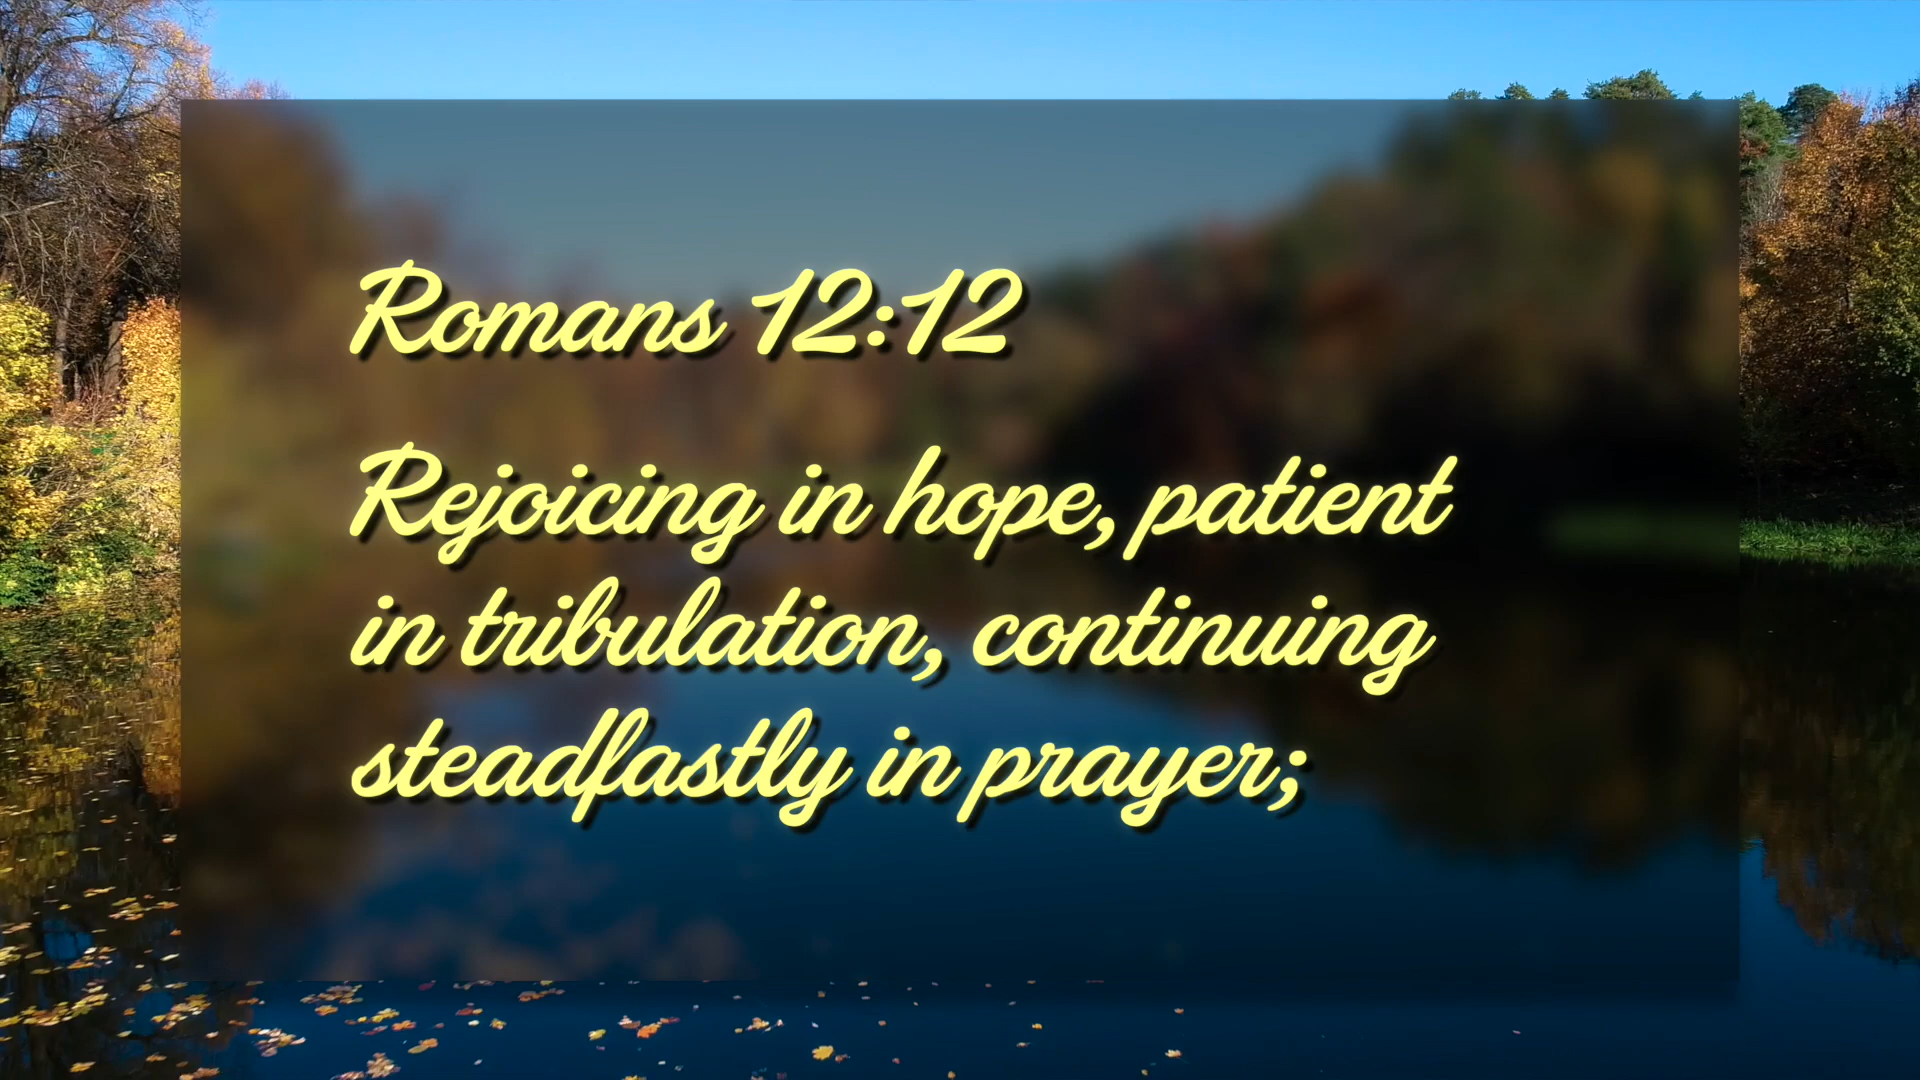 Romans 12:12
Rejoicing in hope, patient
in tribulation, continuing
steadfastly in prayer;